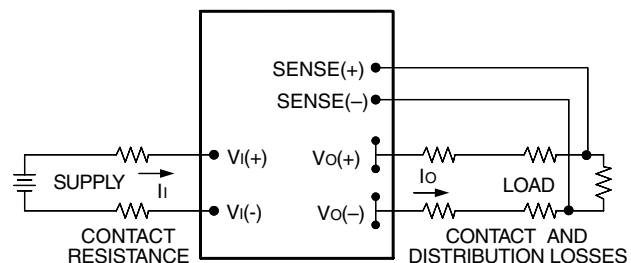 SENSE(+)
SENSE(–)
VI(+)
VO(+)
IO
SUPPLY
II
LOAD
VI(-)
VO(–)
CONTACT
RESISTANCE
CONTACT AND
DISTRIBUTION LOSSES